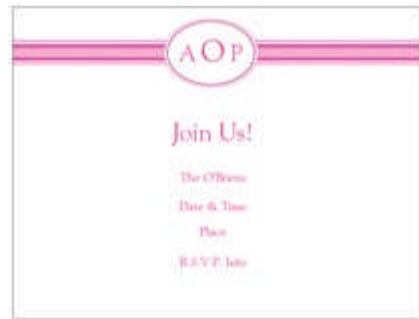 AOP
Join Us!
The O'Briens
Date & Time
Place
R.S.V.P. Info